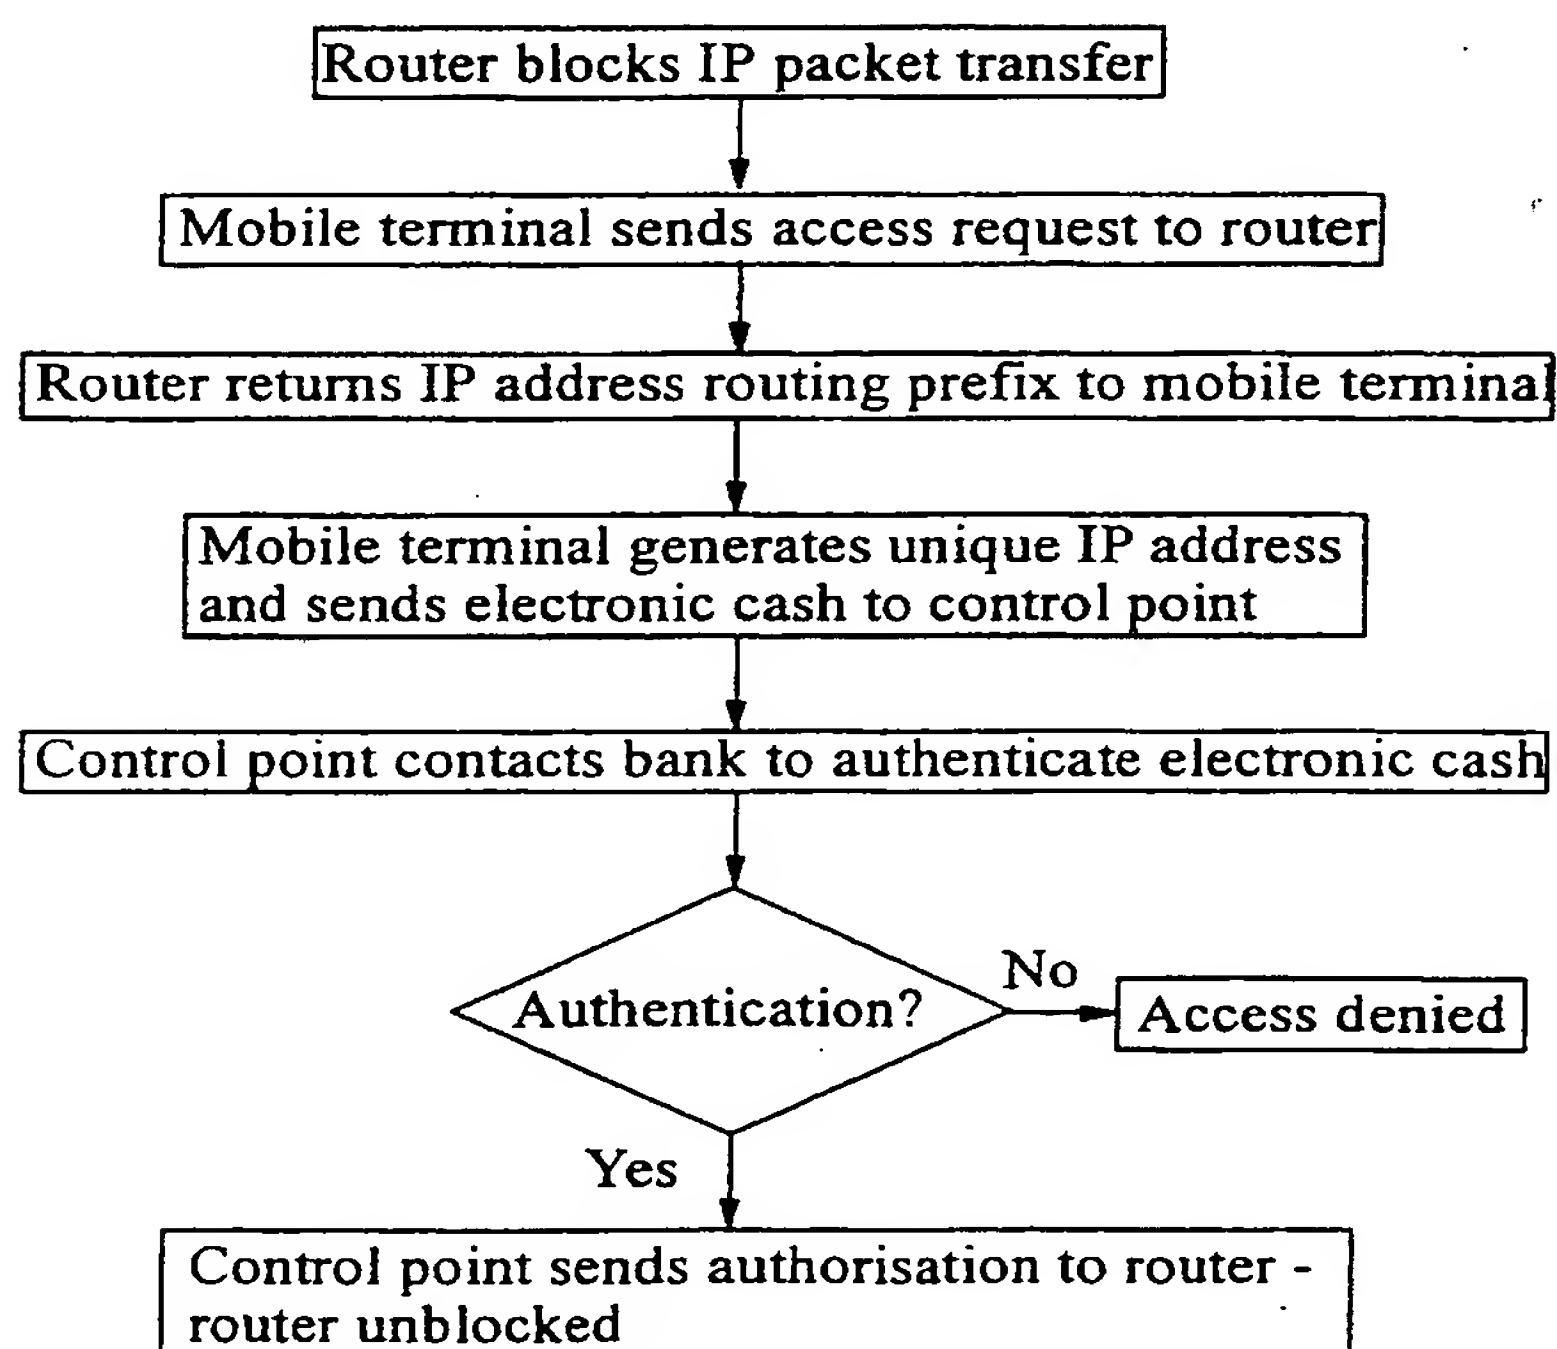 Router blocks IP packet transfer
Mobile terminal sends access request to router
Router returns IP address routing prefix to mobile terminal
Mobile terminal generates unique IP address
and sends electronic cash to control point
Control point contacts bank to authenticate electronic cash
Authentication?
No
Access denied
Yes
Control point sends authorisation to router -
router unblocked